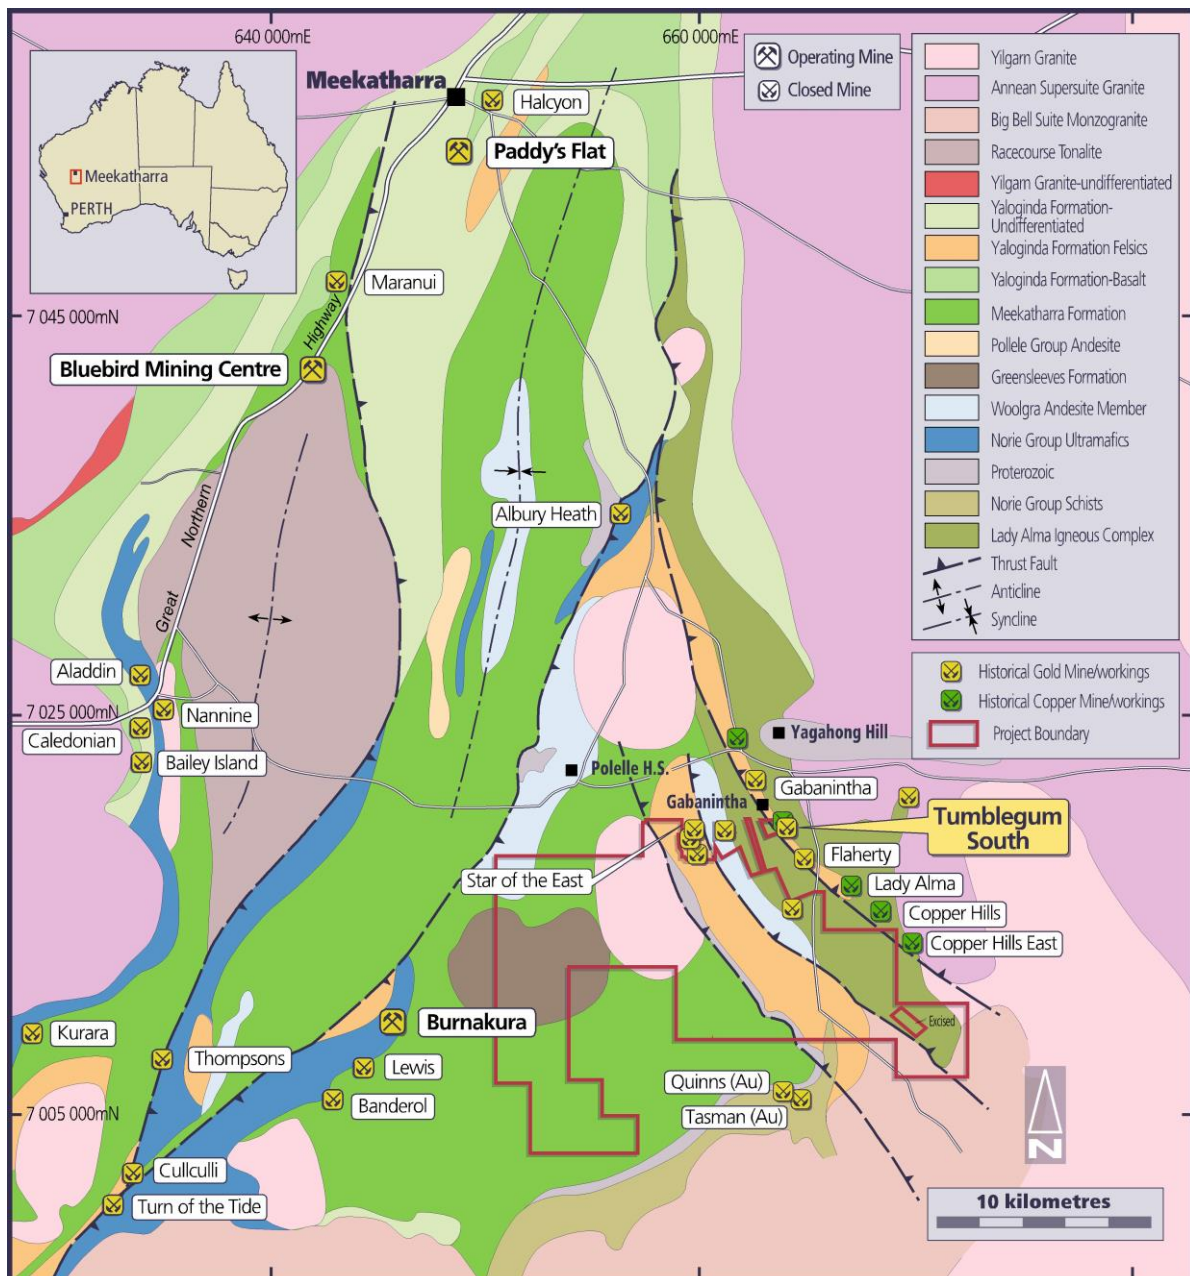 640 000mE
660 000mE
Meekatharra
PERTH
Meekatharra
Halcyon
Paddy's Flat
Operating Mine
Closed Mine
Yilgarn Granite
Annean Supersuite Granite
Big Bell Suite Monzogranite
Racecourse Tonalite
Yilgarn Granite-undifferentiated
Yaloginda Formation-
Undifferentiated
Yaloginda Formation Felsics
Yaloginda Formation-Basalt
Meekatharra Formation
Pollele Group Andesite
Greensleeves Formation
Woolgra Andesite Member
Norie Group Ultramafics
Proterozoic
Norie Group Schists
Lady Alma Igneous Complex
Thrust Fault
Anticline
Syncline
Historical Gold Mine/workings
Historical Copper Mine/workings
Project Boundary
Maranui
7 045 000mN
Bluebird Mining Centre
Great Northern Highway
Albury Heath
Aladdin
Nannine
7 025 000mN
Caledonian
Bailey Island
Yagahong Hill
Polelle H.S.
Gabanintha
Gabanintha
Tumblegum
South
Star of the East
Flaherty
Lady Alma
Copper Hills
Copper Hills East
Excised
Burnakura
Kurara
Thompsons
Lewis
Banderol
Quinns (Au)
Tasman (Au)
7 005 000mN
Cullculli
Turn of the Tide
N
10 kilometres